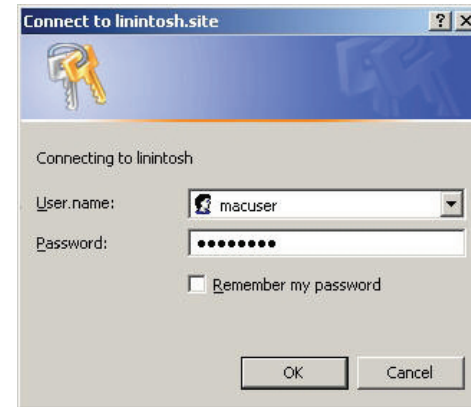 Connect to linintosh.site
Connecting to linintosh
User.name: macuser
Password: ••••••••
Remember my password
OK Cancel